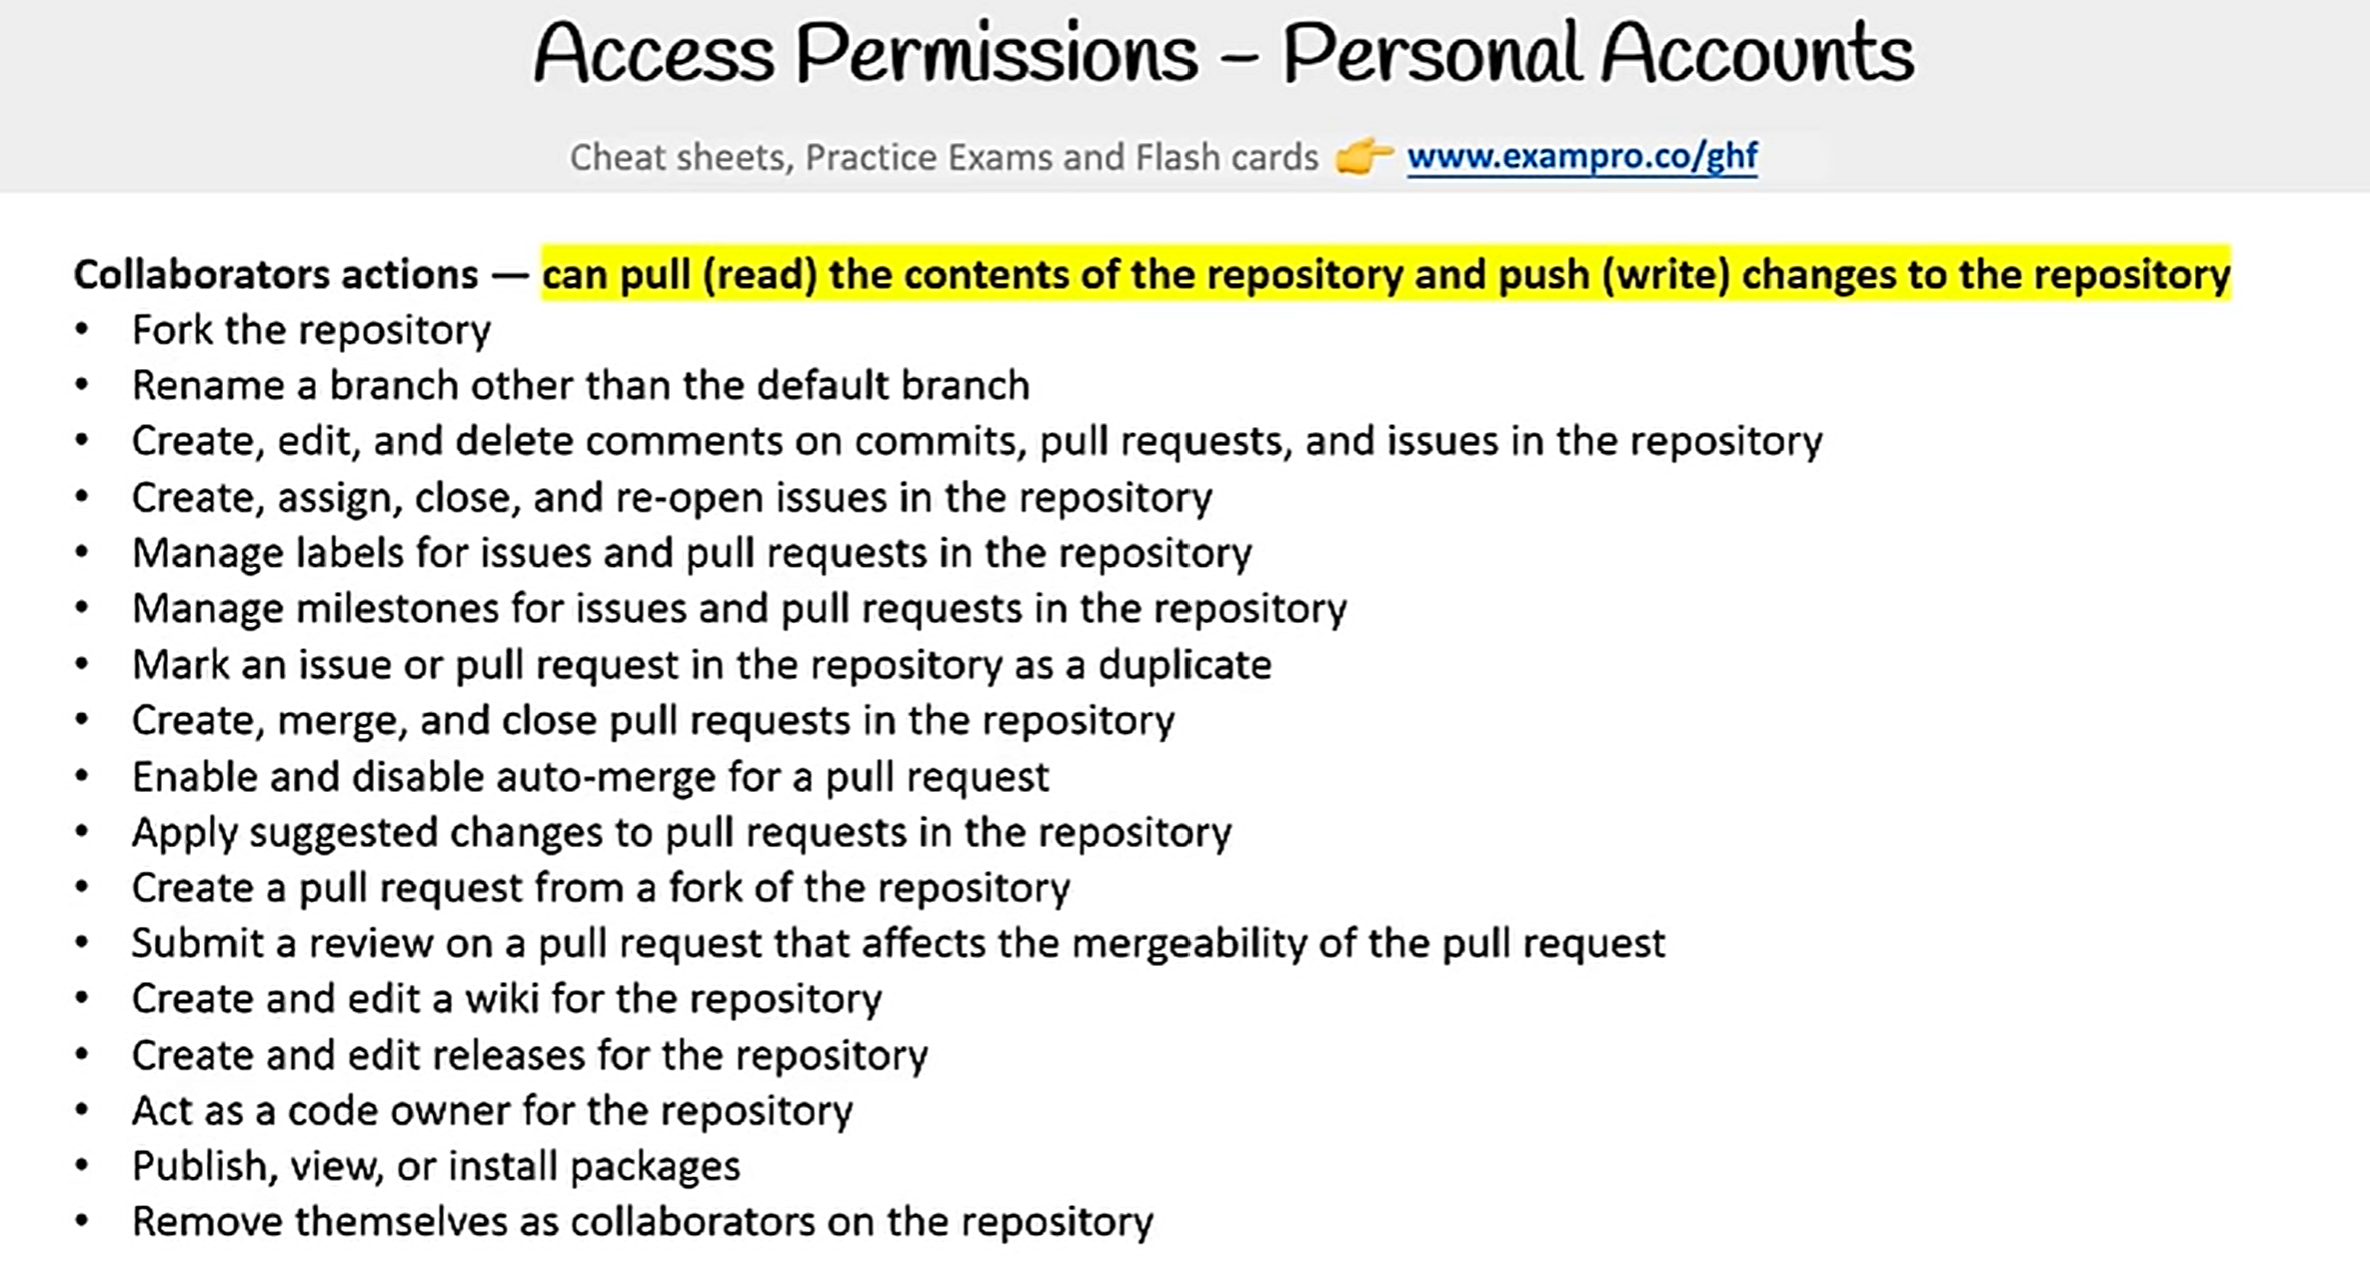 Access Permissions – Personal Accounts
Cheat sheets, Practice Exams and Flash cards 👉 www.exampro.co/ghf
Collaborators actions — can pull (read) the contents of the repository and push (write) changes to the repository
• Fork the repository
• Rename a branch other than the default branch
• Create, edit, and delete comments on commits, pull requests, and issues in the repository
• Create, assign, close, and re-open issues in the repository
• Manage labels for issues and pull requests in the repository
• Manage milestones for issues and pull requests in the repository
• Mark an issue or pull request in the repository as a duplicate
• Create, merge, and close pull requests in the repository
• Enable and disable auto-merge for a pull request
• Apply suggested changes to pull requests in the repository
• Create a pull request from a fork of the repository
• Submit a review on a pull request that affects the mergeability of the pull request
• Create and edit a wiki for the repository
• Create and edit releases for the repository
• Act as a code owner for the repository
• Publish, view, or install packages
• Remove themselves as collaborators on the repository